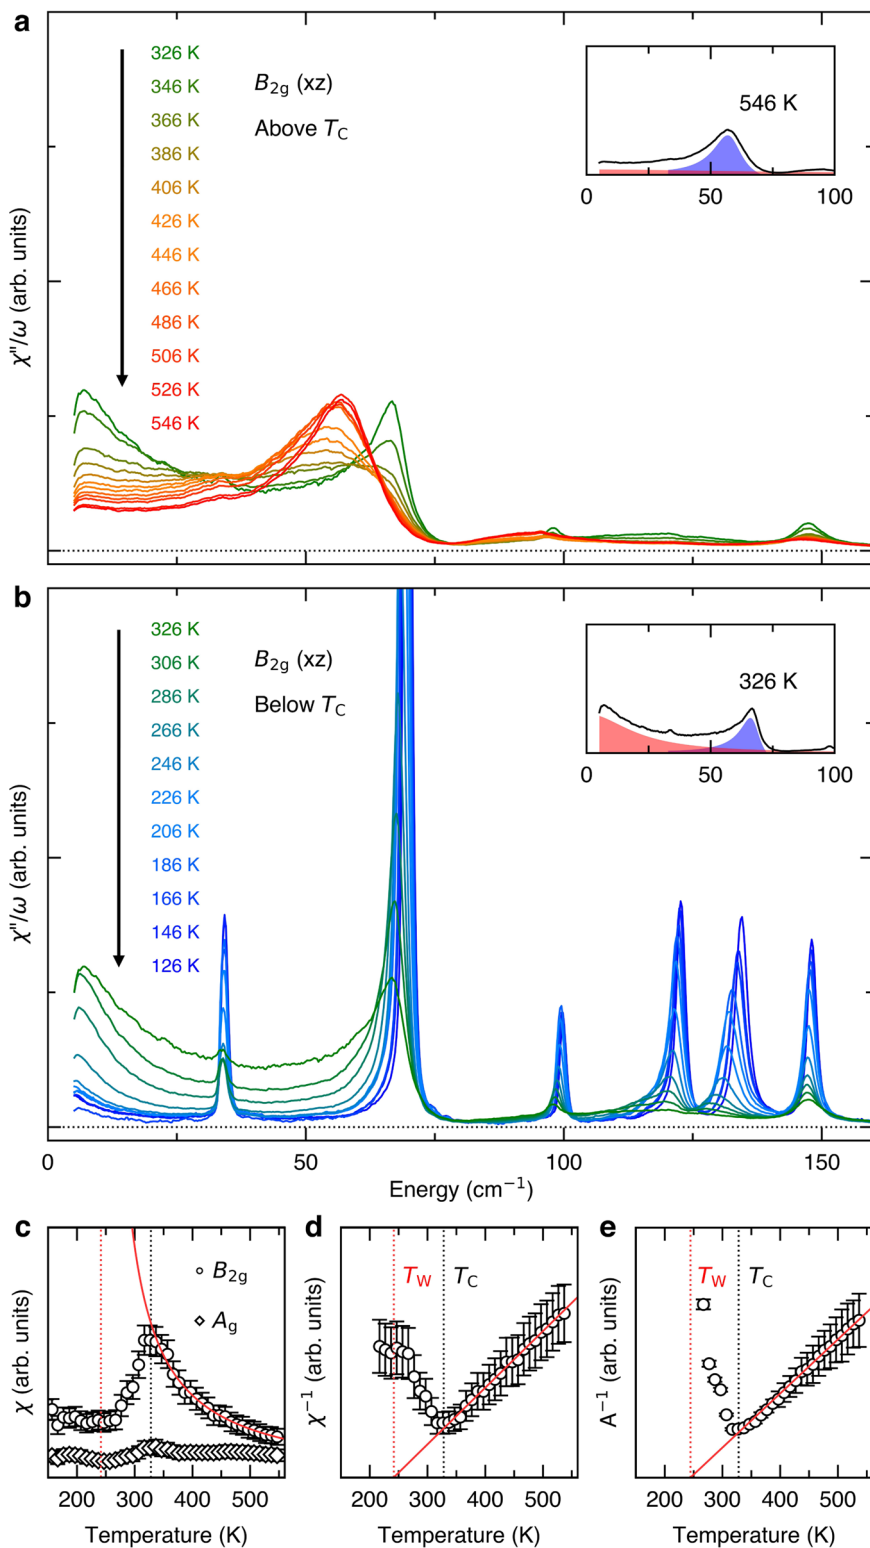 a
326 K
346 K
366 K
386 K
406 K
426 K
446 K
466 K
486 K
506 K
526 K
546 K
B2g (xz)
Above TC
546 K
0 50 100
χ''/ω (arb. units)
b
326 K
306 K
286 K
266 K
246 K
226 K
206 K
186 K
166 K
146 K
126 K
B2g (xz)
Below TC
326 K
0 50 100
χ''/ω (arb. units)
0 50 100 150
Energy (cm⁻¹)
c
B2g
Ag
χ (arb. units)
200 300 400 500
Temperature (K)
d
TW TC
χ⁻¹ (arb. units)
200 300 400 500
Temperature (K)
e
TW TC
A⁻¹ (arb. units)
200 300 400 500
Temperature (K)